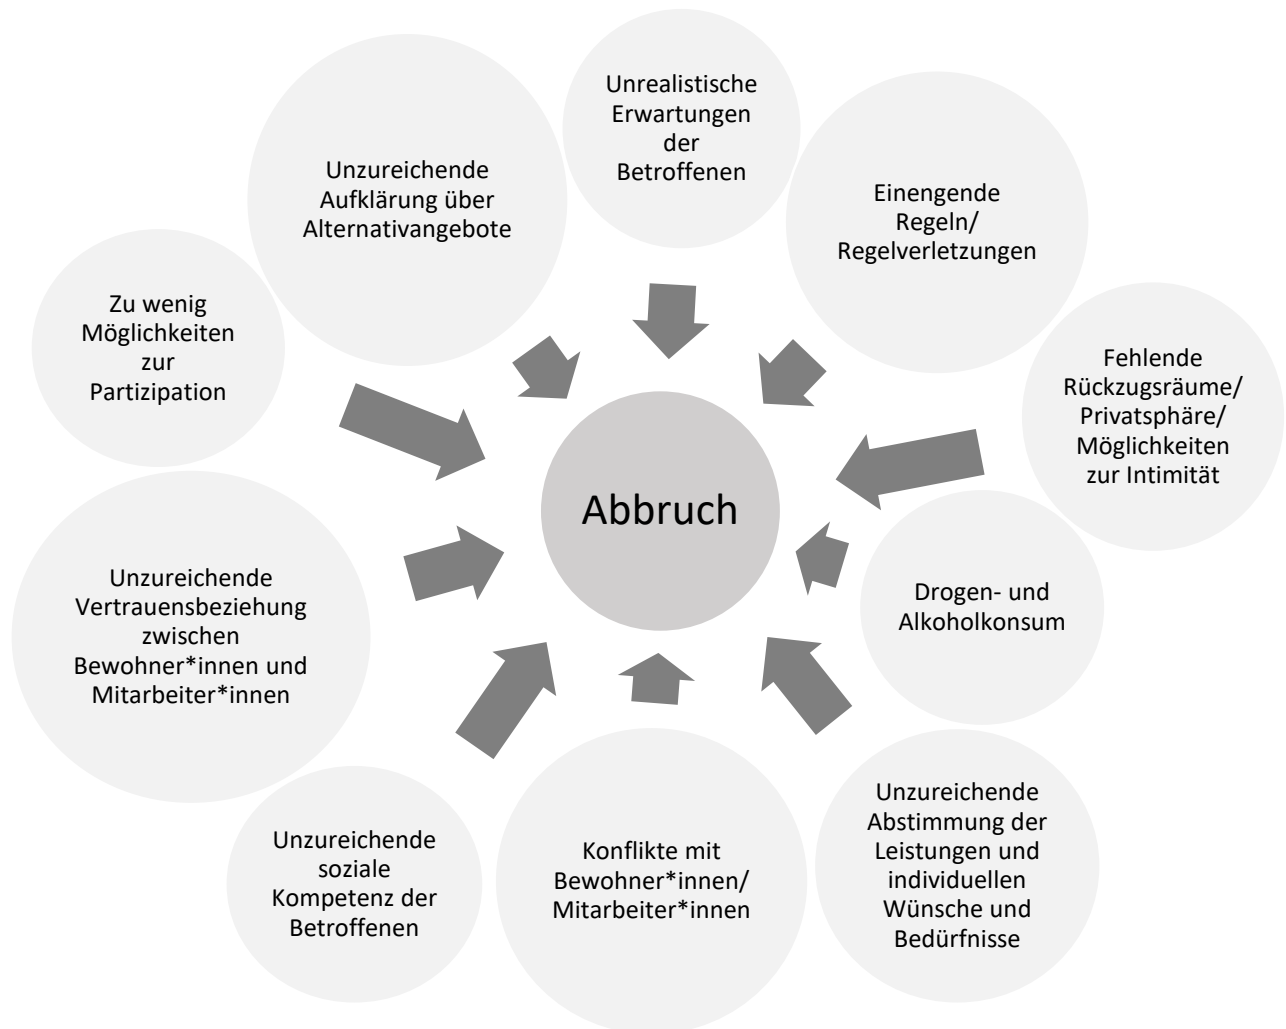 Unrealistische
Erwartungen
der
Betroffenen
Unzureichende
Aufklärung über
Alternativangebote
Einengende
Regeln/
Regelverletzungen
Zu wenig
Möglichkeiten
zur
Partizipation
Fehlende
Rückzugsräume/
Privatsphäre/
Möglichkeiten
zur Intimität
Abbruch
Unzureichende
Vertrauensbeziehung
zwischen
Bewohner*innen und
Mitarbeiter*innen
Drogen- und
Alkoholkonsum
Unzureichende
soziale
Kompetenz der
Betroffenen
Konflikte mit
Bewohner*innen/
Mitarbeiter*innen
Unzureichende
Abstimmung der
Leistungen und
individuellen
Wünsche und
Bedürfnisse